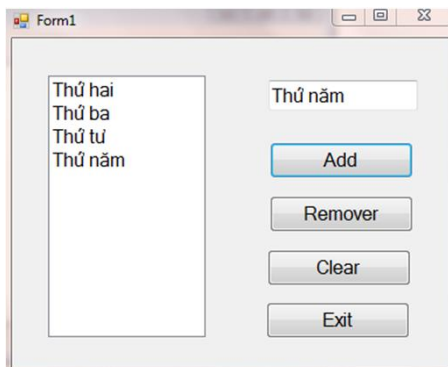 Form1
Thứ hai
Thứ ba
Thứ tư
Thứ năm
Thứ năm
Add
Remover
Clear
Exit